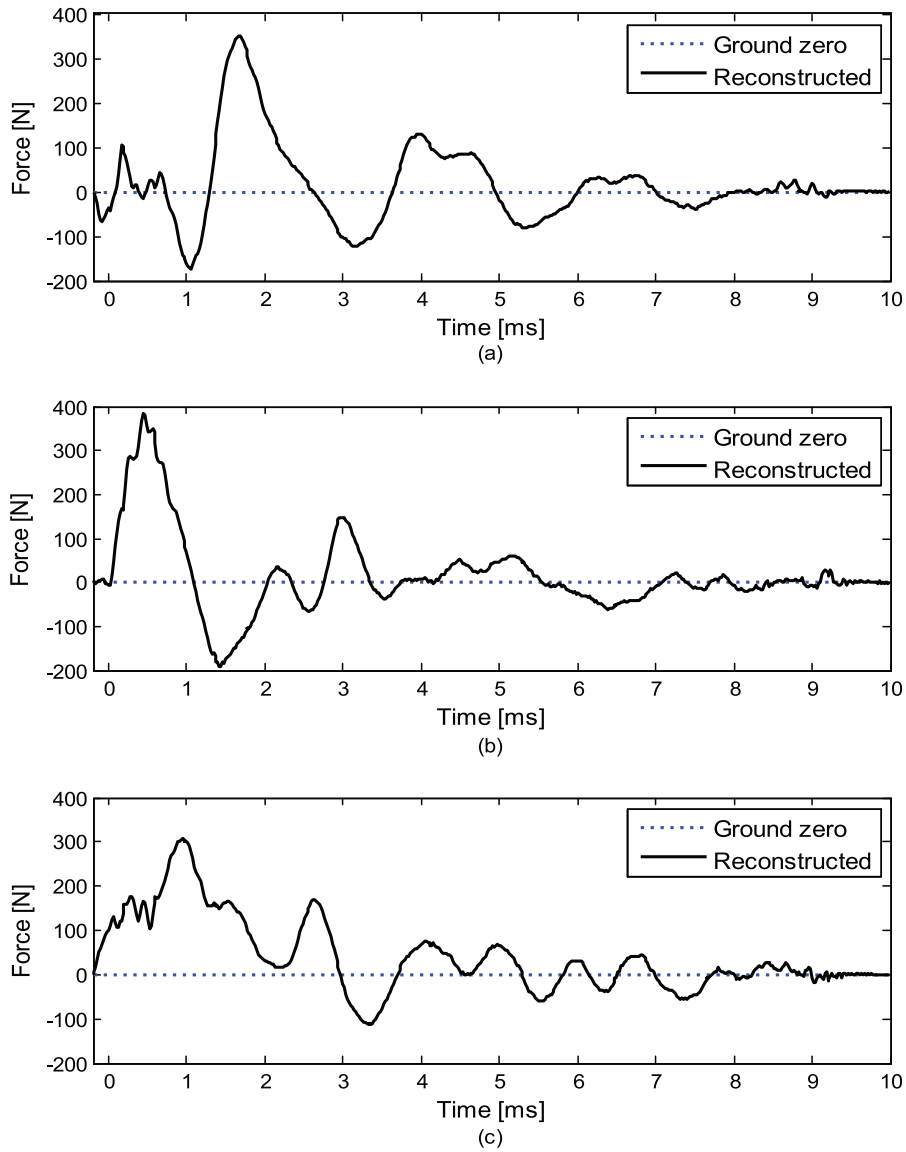 400
300
200
100
0
-100
-200
Force [N]
Ground zero
Reconstructed
0 1 2 3 4 5 6 7 8 9 10
Time [ms]
(a)
400
300
200
100
0
-100
-200
Force [N]
Ground zero
Reconstructed
0 1 2 3 4 5 6 7 8 9 10
Time [ms]
(b)
400
300
200
100
0
-100
-200
Force [N]
Ground zero
Reconstructed
0 1 2 3 4 5 6 7 8 9 10
Time [ms]
(c)